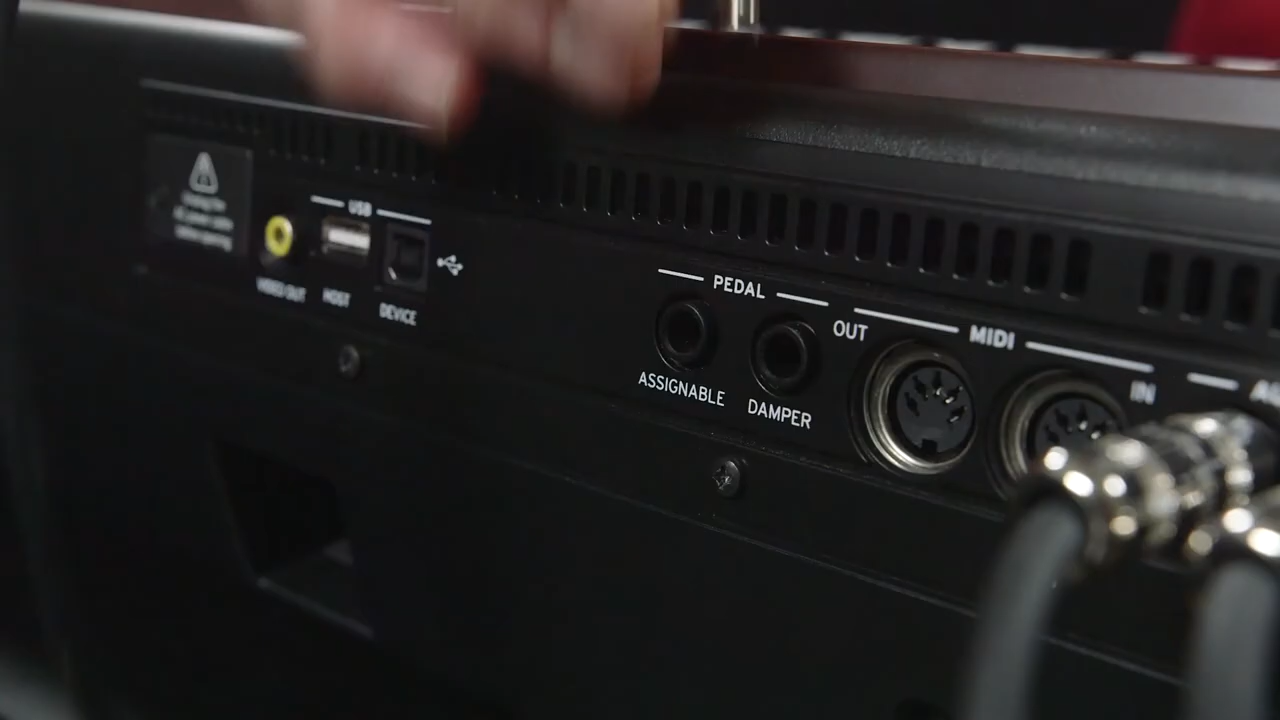 USB
VIDEO OUT
HOST
DEVICE
PEDAL
ASSIGNABLE
DAMPER
OUT
MIDI
IN